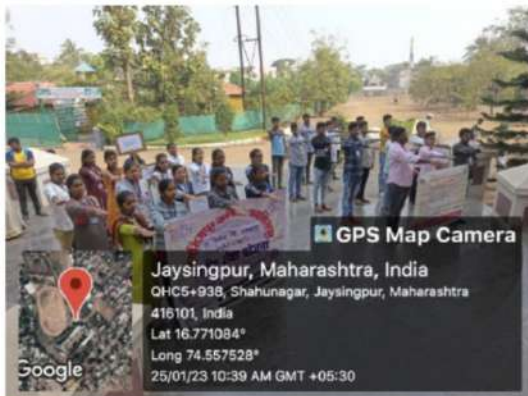 GPS Map Camera
Jaysingpur, Maharashtra, India
QHC5+938, Shahunagar, Jaysingpur, Maharashtra
416101, India
Lat 16.771084°
Long 74.557528°
25/01/23 10:39 AM GMT +05:30
Google